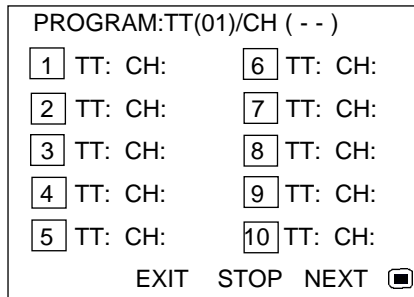 PROGRAM:TT(01)/CH ( - - )
1 TT: CH: 6 TT: CH:
2 TT: CH: 7 TT: CH:
3 TT: CH: 8 TT: CH:
4 TT: CH: 9 TT: CH:
5 TT: CH: 10 TT: CH:
EXIT STOP NEXT